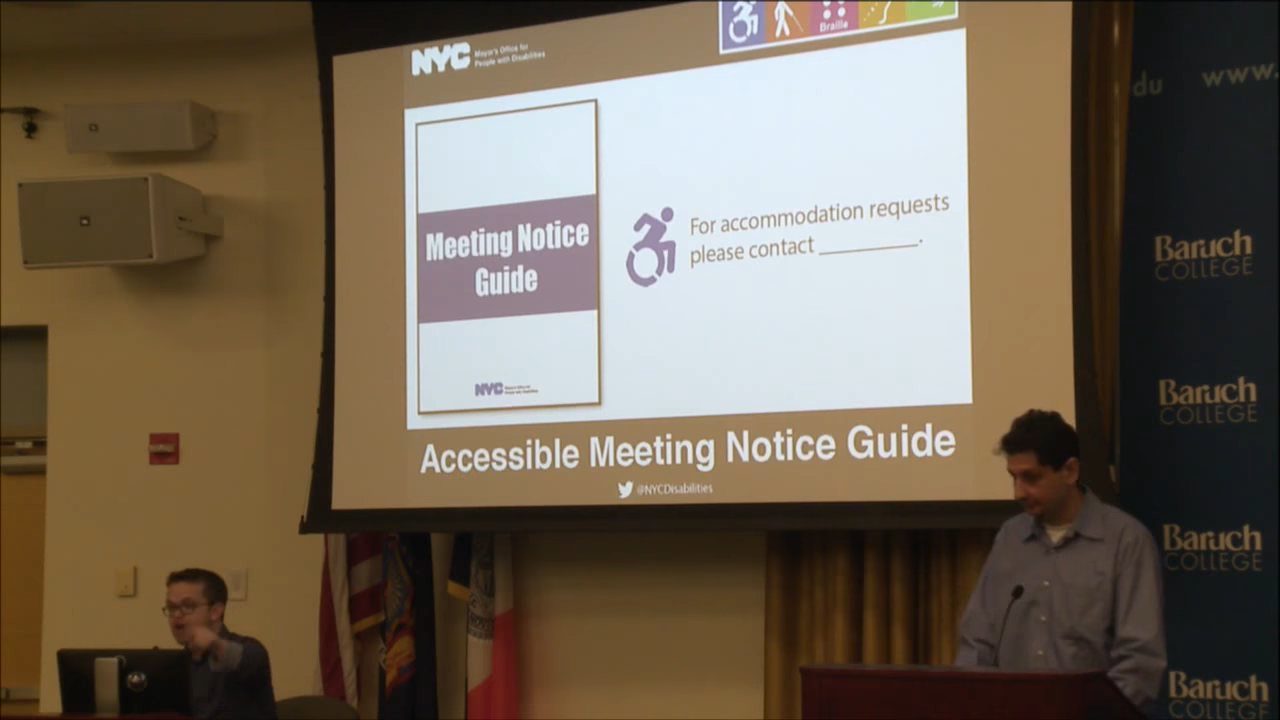 NYC Mayor's Office for
People with Disabilities
Braille
du www.
Meeting Notice
Guide
NYC
For accommodation requests
please contact ________.
Accessible Meeting Notice Guide
@NYCDisabilities
Baruch
COLLEGE
Baruch
COLLEGE
Baruch
COLLEGE
Baruch
COLLEGE